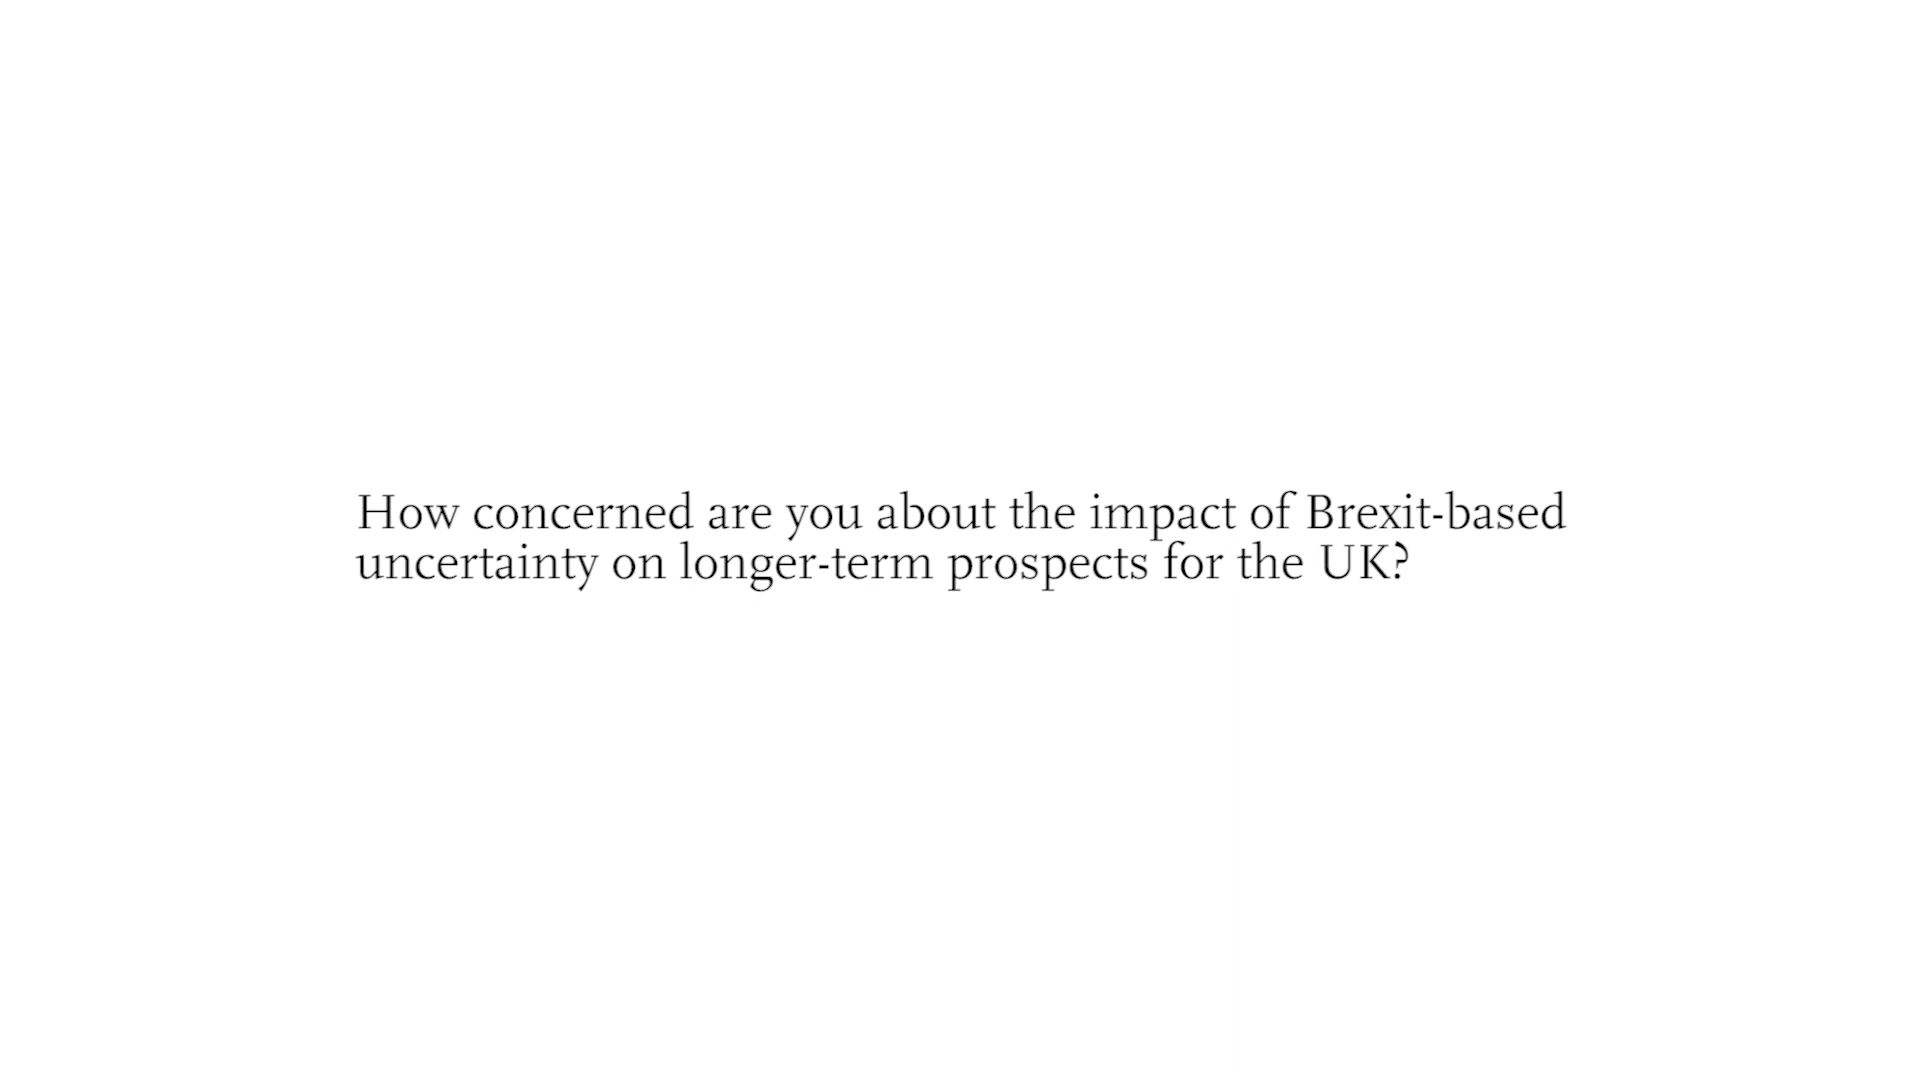 How concerned are you about the impact of Brexit-based
uncertainty on longer-term prospects for the UK?